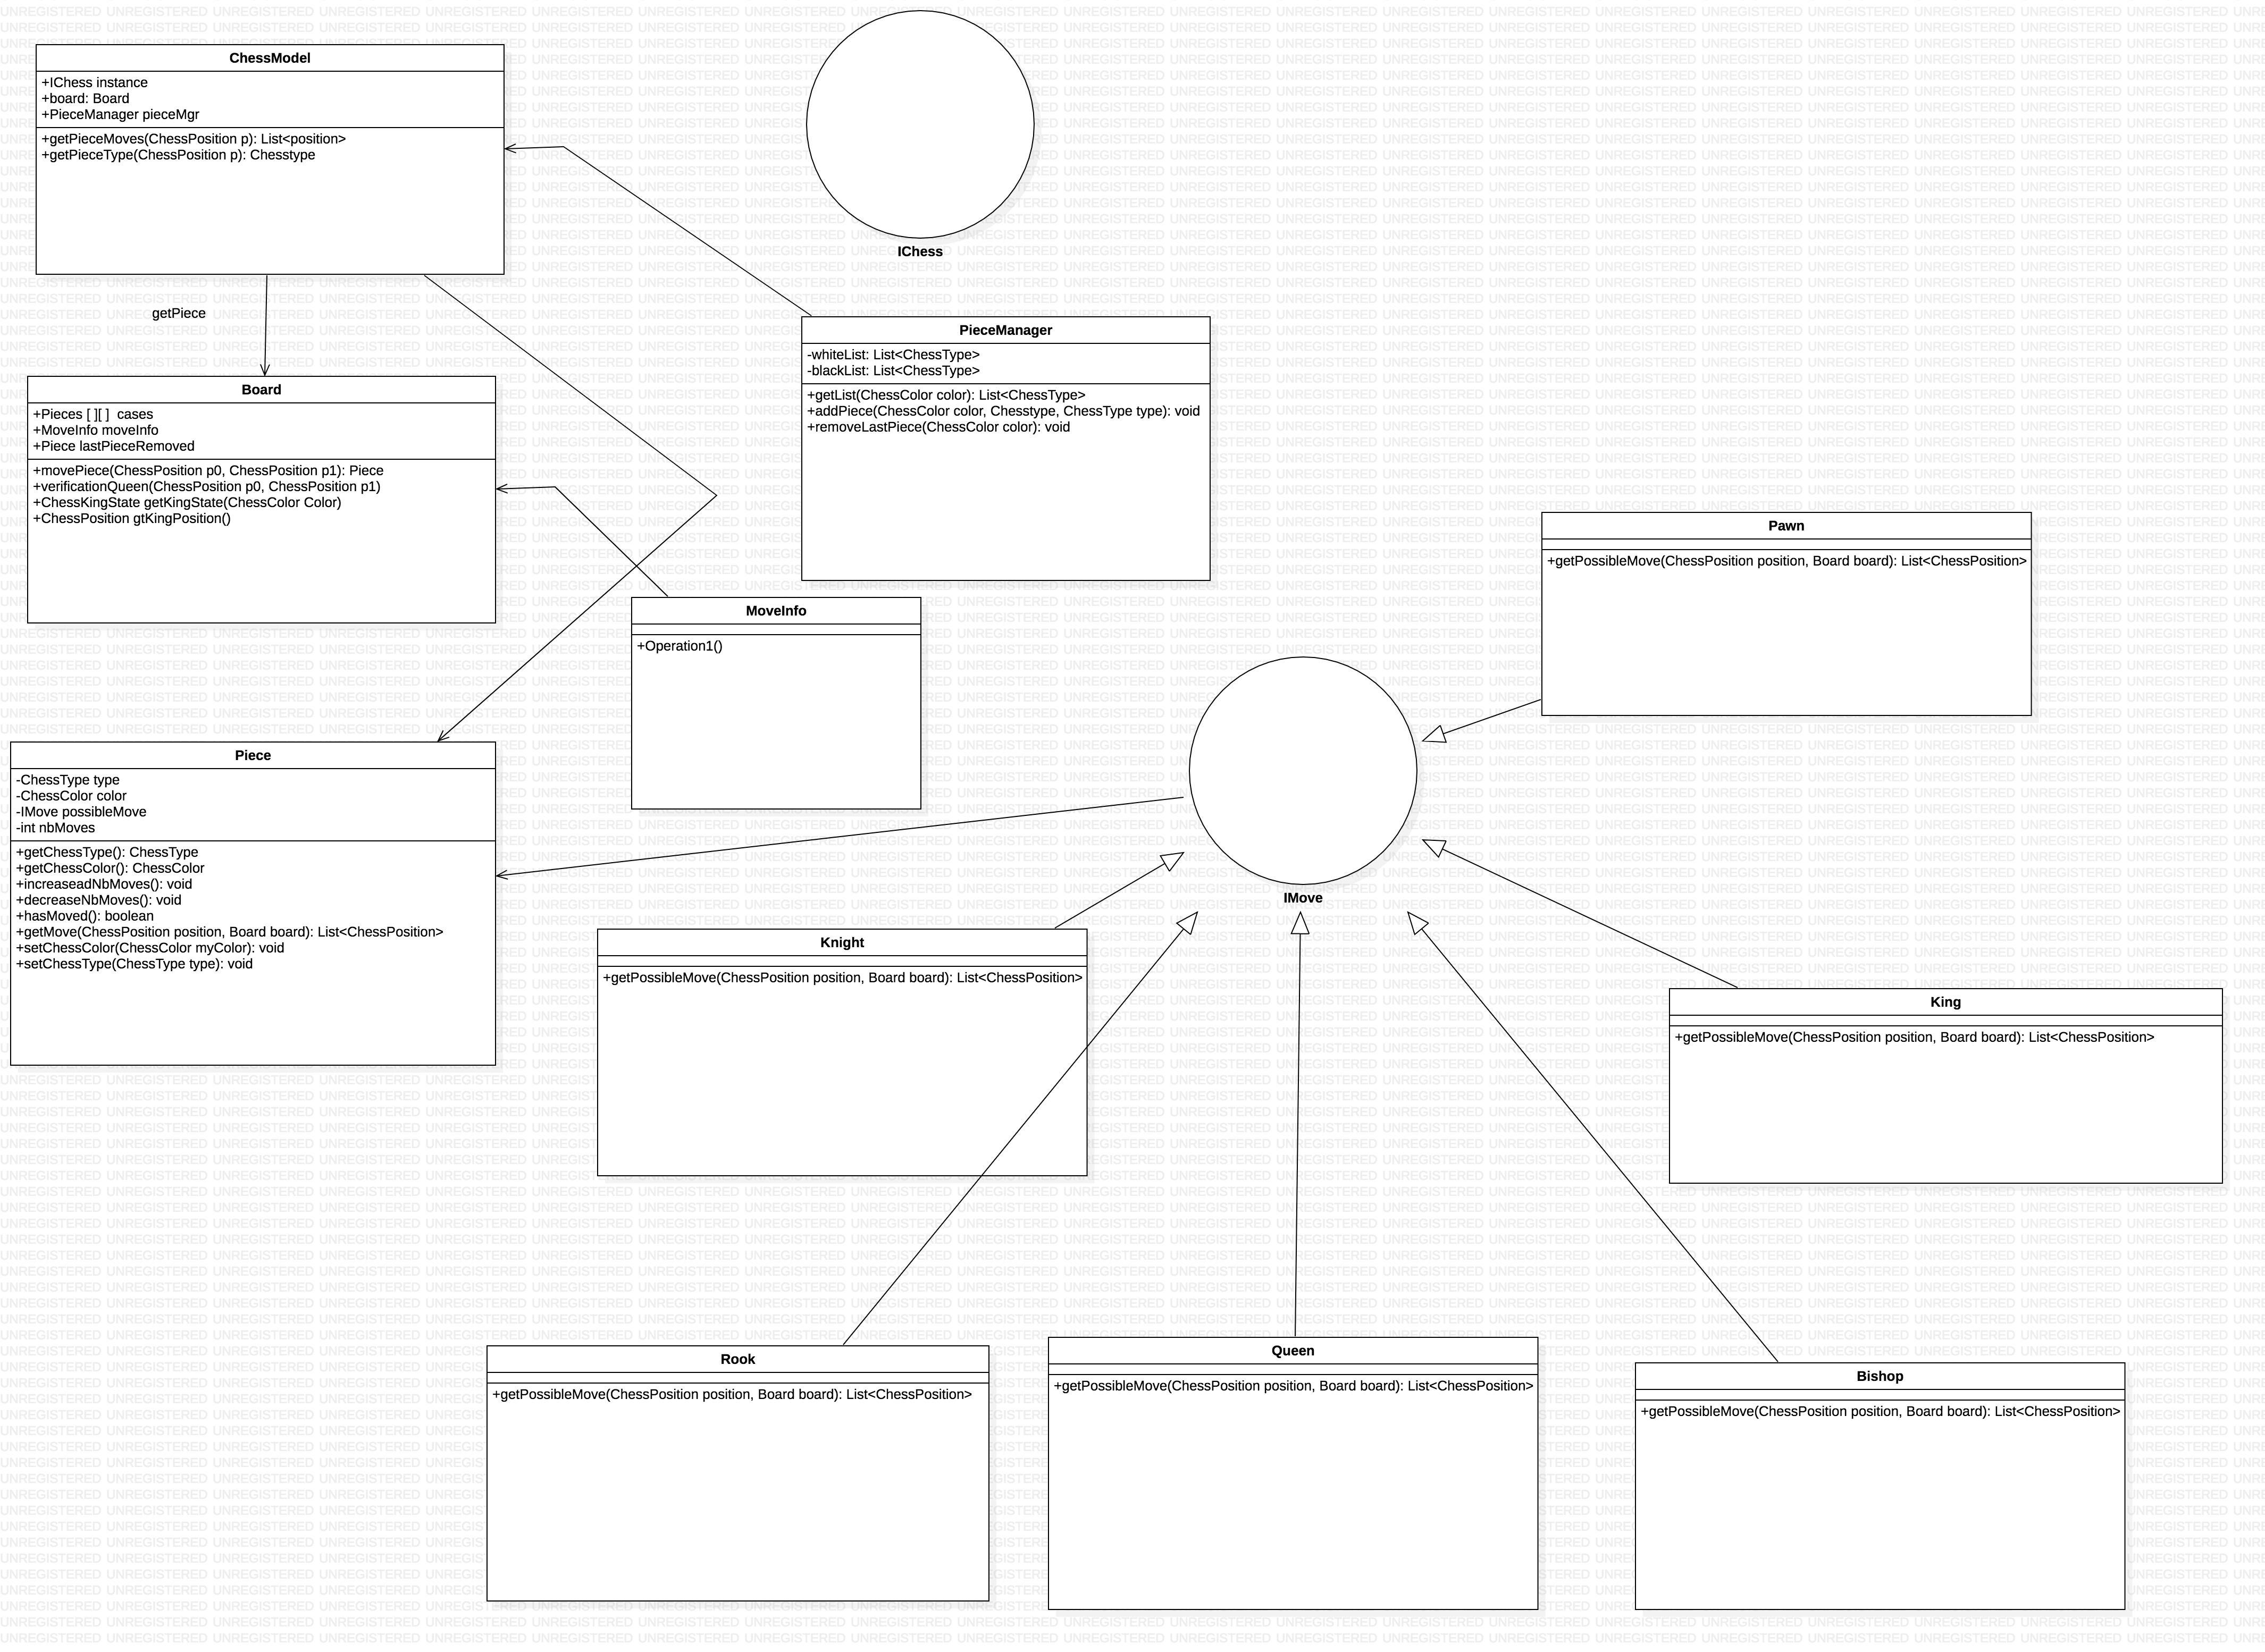 ChessModel
+IChess instance
+board: Board
+PieceManager pieceMgr
+getPieceMoves(ChessPosition p): List<position>
+getPieceType(ChessPosition p): Chesstype
IChess
getPiece
PieceManager
-whiteList: List<ChessType>
-blackList: List<ChessType>
+getList(ChessColor color): List<ChessType>
+addPiece(ChessColor color, Chesstype, ChessType type): void
+removeLastPiece(ChessColor color): void
Board
+Pieces [ ][ ]  cases
+MoveInfo moveInfo
+Piece lastPieceRemoved
+movePiece(ChessPosition p0, ChessPosition p1): Piece
+verificationQueen(ChessPosition p0, ChessPosition p1)
+ChessKingState getKingState(ChessColor Color)
+ChessPosition gtKingPosition()
Pawn
+getPossibleMove(ChessPosition position, Board board): List<ChessPosition>
MoveInfo
+Operation1()
Piece
-ChessType type
-ChessColor color
-IMove possibleMove
-int nbMoves
+getChessType(): ChessType
+getChessColor(): ChessColor
+increaseadNbMoves(): void
+decreaseNbMoves(): void
+hasMoved(): boolean
+getMove(ChessPosition position, Board board): List<ChessPosition>
+setChessColor(ChessColor myColor): void
+setChessType(ChessType type): void
IMove
Knight
+getPossibleMove(ChessPosition position, Board board): List<ChessPosition>
King
+getPossibleMove(ChessPosition position, Board board): List<ChessPosition>
Rook
+getPossibleMove(ChessPosition position, Board board): List<ChessPosition>
Queen
+getPossibleMove(ChessPosition position, Board board): List<ChessPosition>
Bishop
+getPossibleMove(ChessPosition position, Board board): List<ChessPosition>
UNREGISTERED